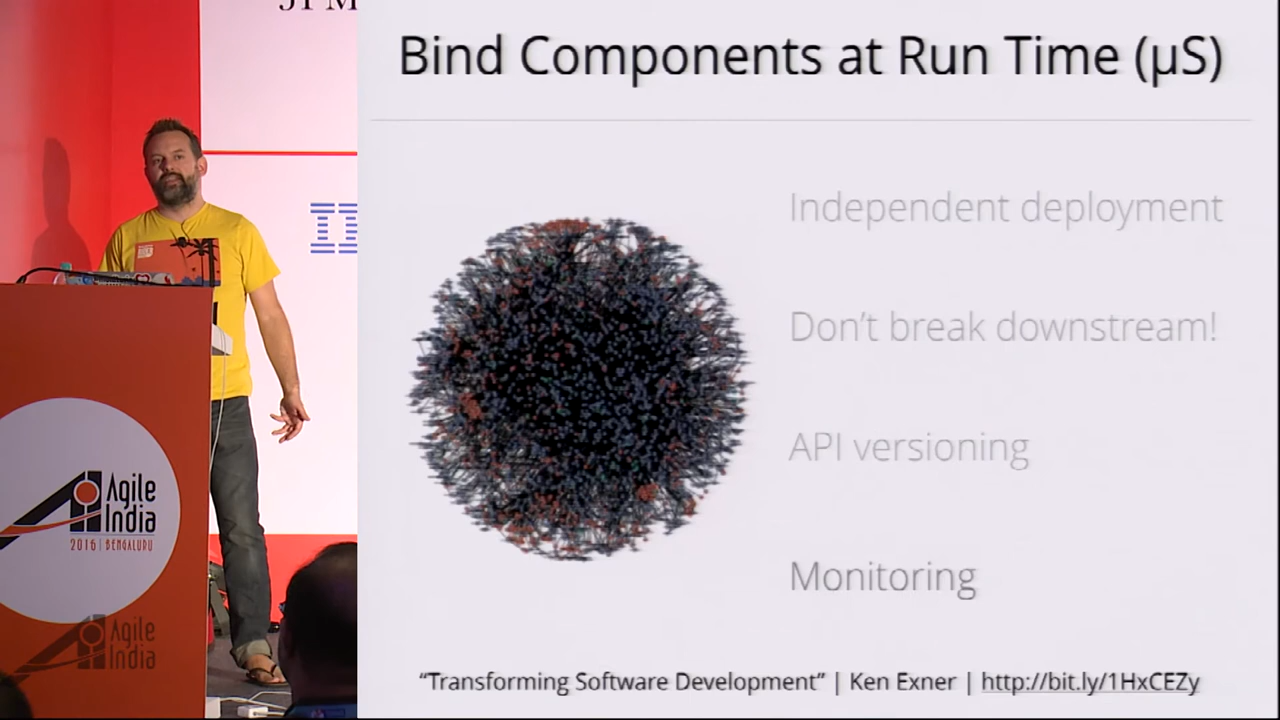 Bind Components at Run Time (µS)
Independent deployment
Don't break downstream!
API versioning
Monitoring
“Transforming Software Development” | Ken Exner | http://bit.ly/1HxCEZy
Agile
India
2016 | BENGALURU
Agile
India